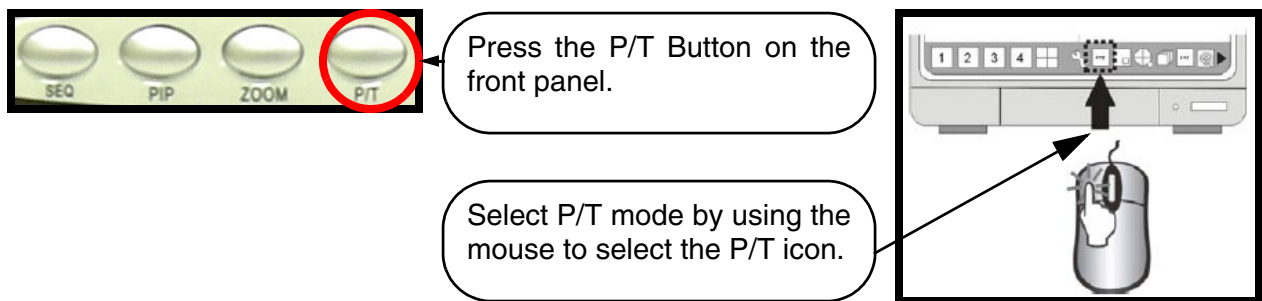 SEQ PIP ZOOM P/T
Press the P/T Button on the
front panel.
1 2 3 4
Select P/T mode by using the
mouse to select the P/T icon.